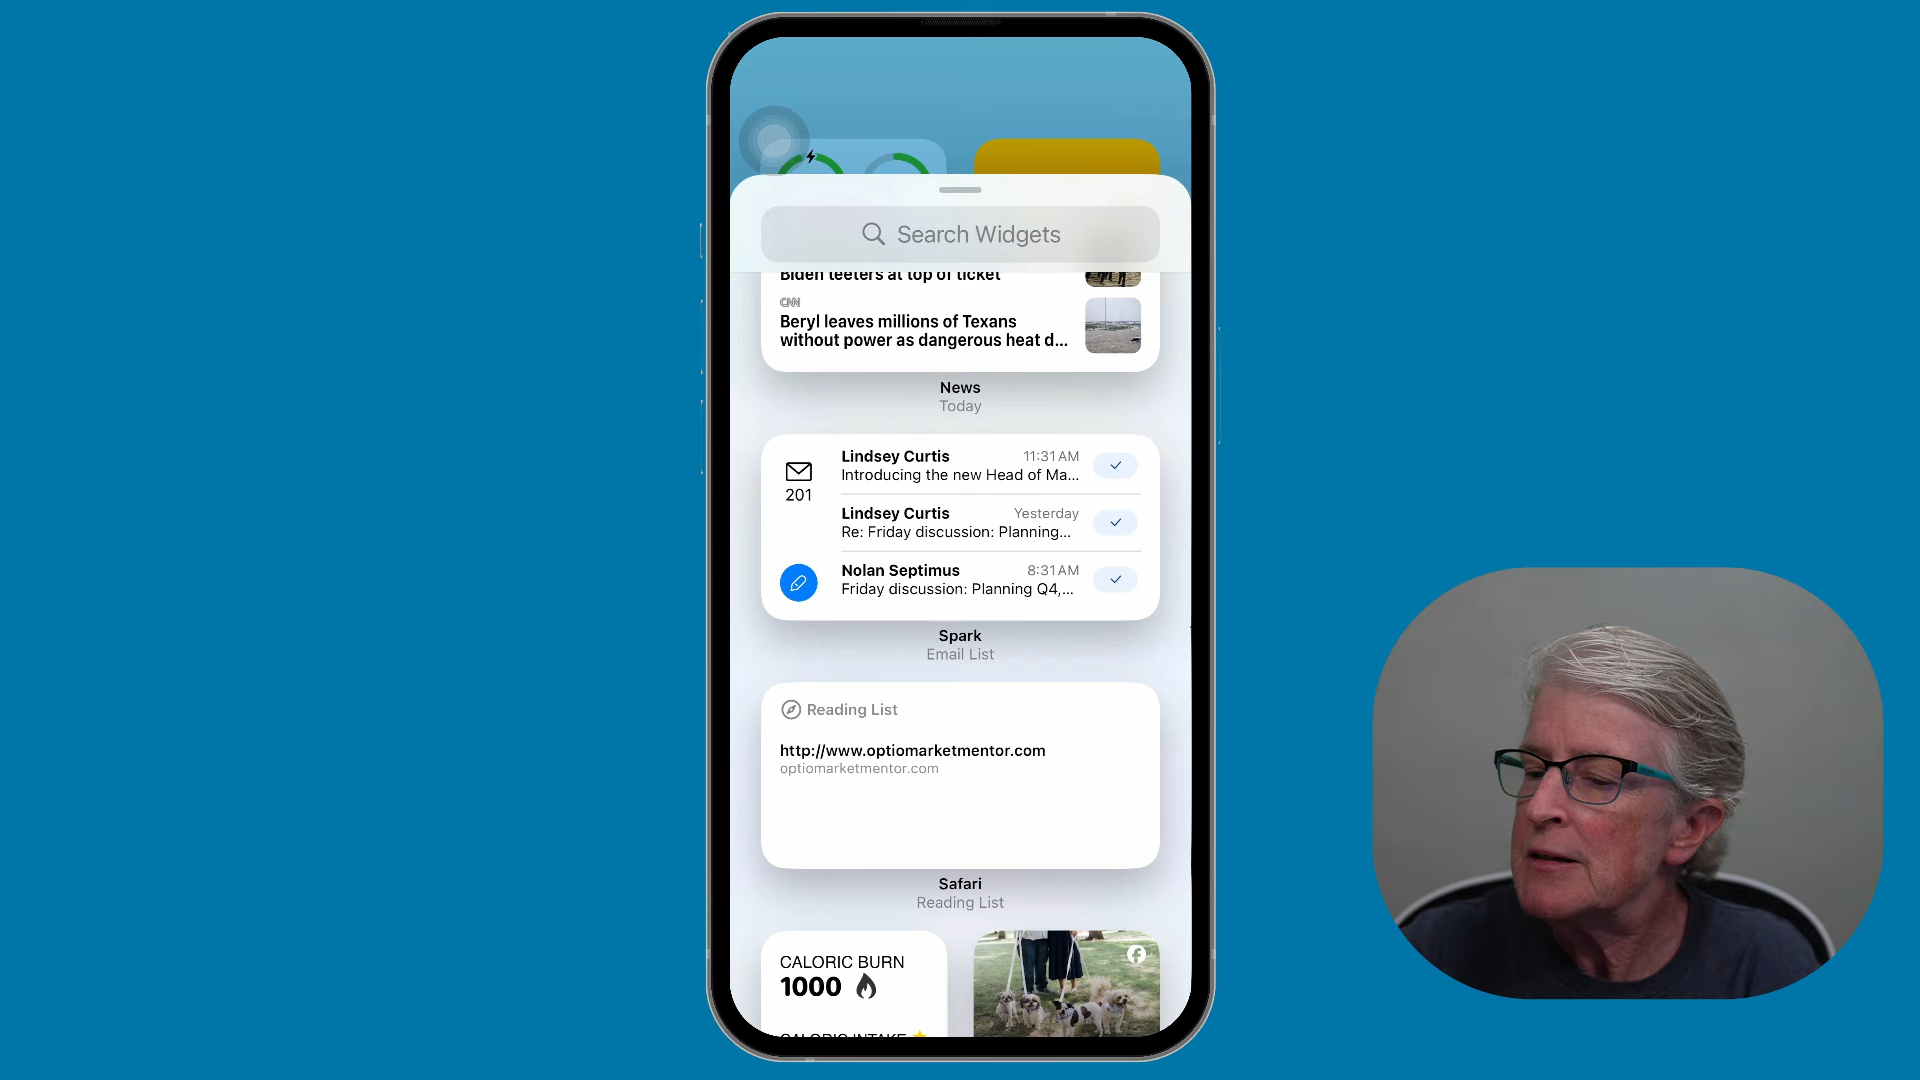 Search Widgets
Biden teeters at top of ticket
CNN
Beryl leaves millions of Texans
without power as dangerous heat d...
News
Today
201
Lindsey Curtis 11:31 AM
Introducing the new Head of Ma...
Lindsey Curtis Yesterday
Re: Friday discussion: Planning...
Nolan Septimus 8:31 AM
Friday discussion: Planning Q4,...
Spark
Email List
Reading List
http://www.optiomarketmentor.com
optiomarketmentor.com
Safari
Reading List
CALORIC BURN
1000
CALORIC INTAKE